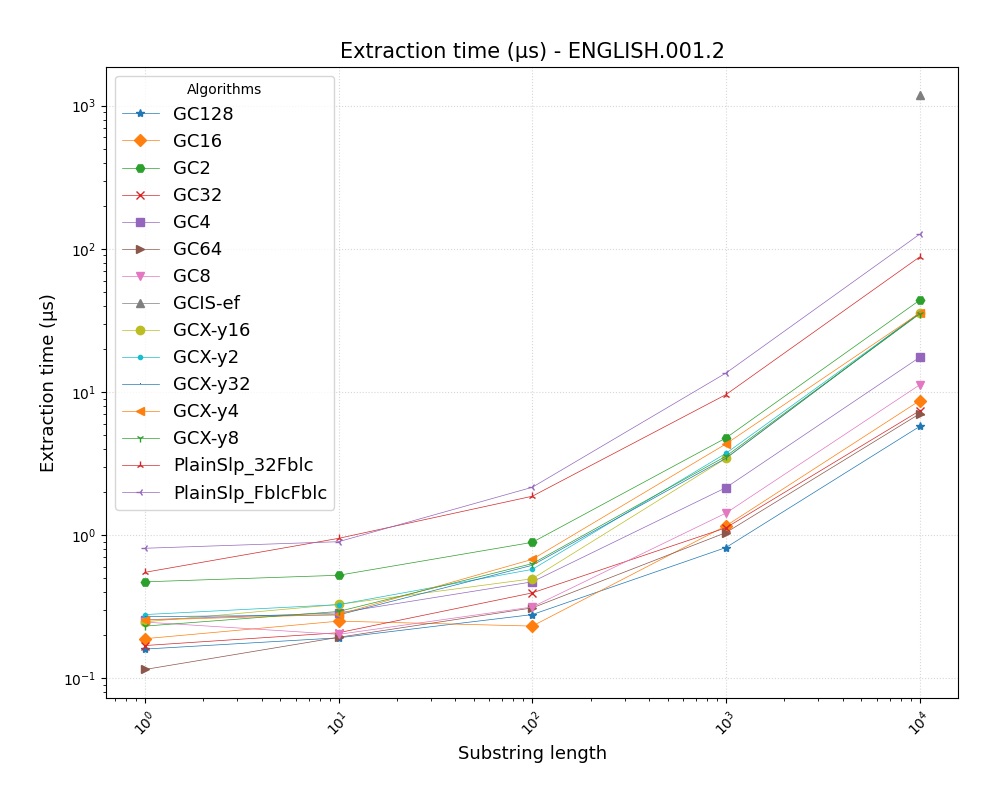 Extraction time (µs) - ENGLISH.001.2
Algorithms
GC128
GC16
GC2
GC32
GC4
GC64
GC8
GCIS-ef
GCX-y16
GCX-y2
GCX-y32
GCX-y4
GCX-y8
PlainSlp_32Fblc
PlainSlp_FblcFblc
Extraction time (µs)
10³
10²
10¹
10⁰
10⁻¹
10⁰ 10¹ 10² 10³ 10⁴
Substring length